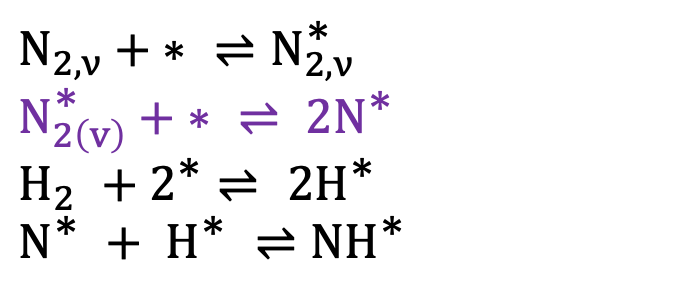 N₂,ᵥ + * ⇌ N*₂,ᵥ
N*₂(ᵥ) + * ⇌ 2N*
H₂ + 2* ⇌ 2H*
N* + H* ⇌ NH*